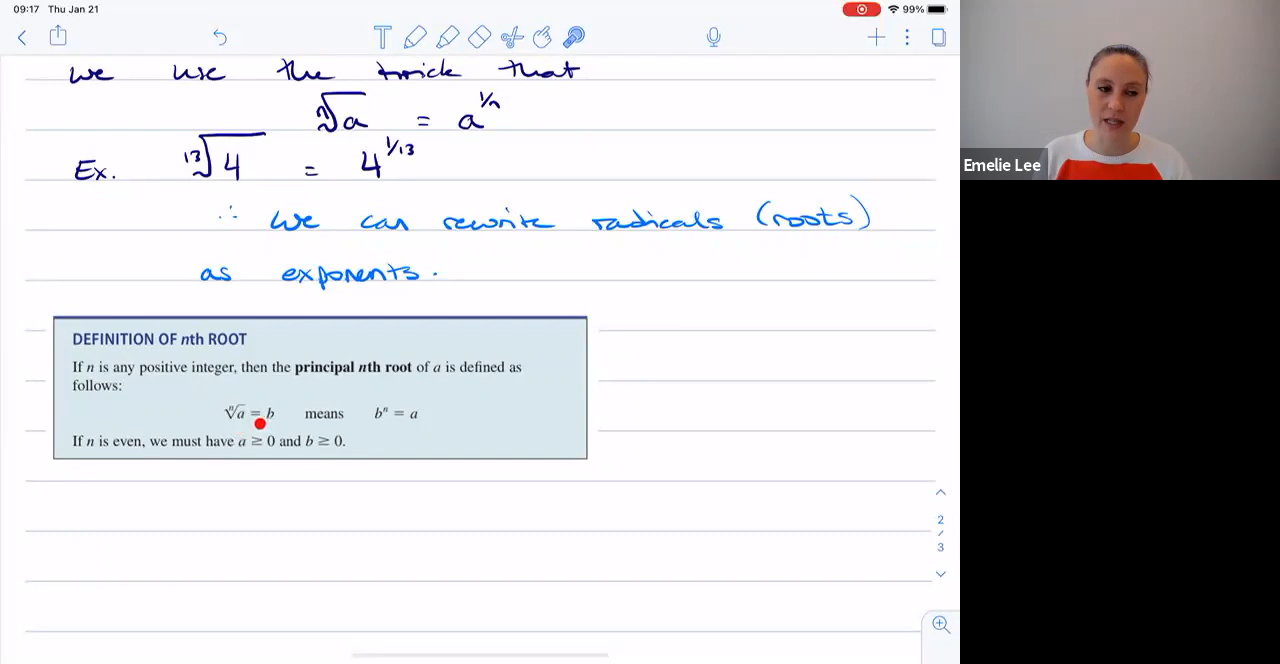 09:17 Thu Jan 21
99%
we use the trick that
ⁿ√a = a^1/n
Ex. ¹³√4 = 4^1/13
∴ we can rewrite radicals (roots)
as exponents.
DEFINITION OF nth ROOT
If n is any positive integer, then the principal nth root of a is defined as
follows:
ⁿ√a = b means bⁿ = a
If n is even, we must have a ≥ 0 and b ≥ 0.
2
/
3
Emelie Lee